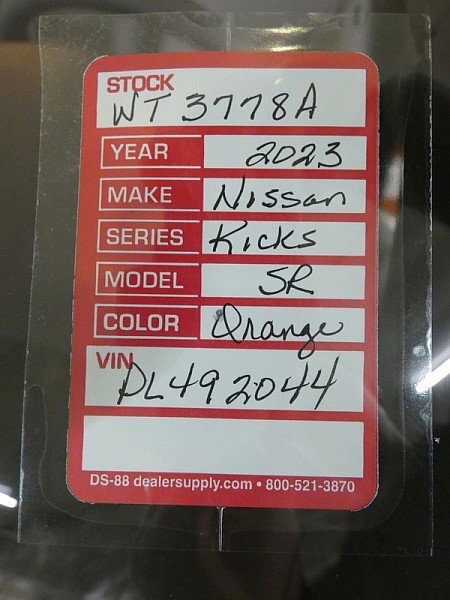 STOCK
WT 3778A
YEAR 2023
MAKE Nissan
SERIES Kicks
MODEL SR
COLOR Orange
VIN
PL492044
DS-88 dealersupply.com • 800-521-3870